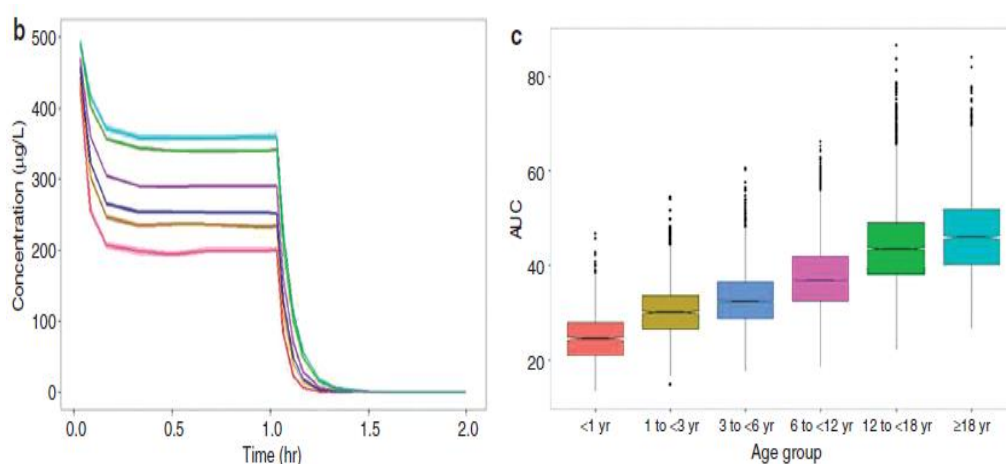 b
500
400
300
200
100
0
Concentration (µg/L)
0.0 0.5 1.0 1.5 2.0
Time (hr)
c
80
60
40
20
AUC
<1 yr 1 to <3 yr 3 to <6 yr 6 to <12 yr 12 to <18 yr ≥18 yr
Age group